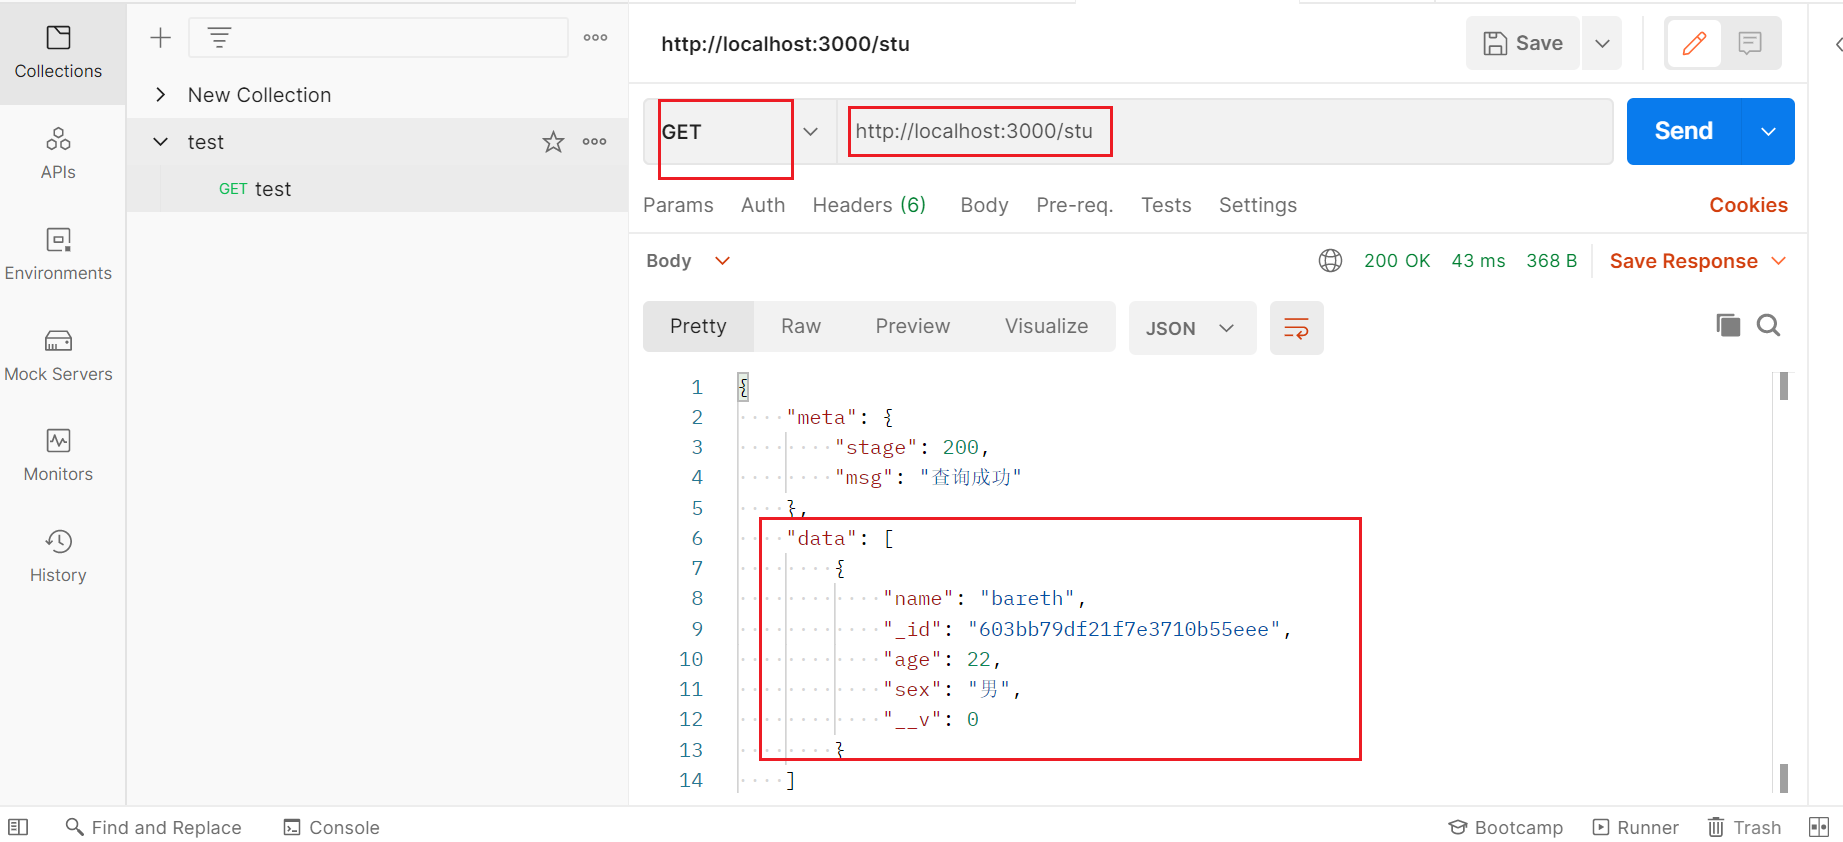 Collections
APIs
Environments
Mock Servers
Monitors
History
New Collection
test
GET test
http://localhost:3000/stu
Save
GET
http://localhost:3000/stu
Send
Params Auth Headers (6) Body Pre-req. Tests Settings Cookies
Body 200 OK 43 ms 368 B Save Response
Pretty Raw Preview Visualize JSON
1 {
2 "meta": {
3 "stage": 200,
4 "msg": "查询成功"
5 },
6 "data": [
7 {
8 "name": "bareth",
9 "_id": "603bb79df21f7e3710b55eee",
10 "age": 22,
11 "sex": "男",
12 "__v": 0
13 }
14 ]
Find and Replace Console Bootcamp Runner Trash